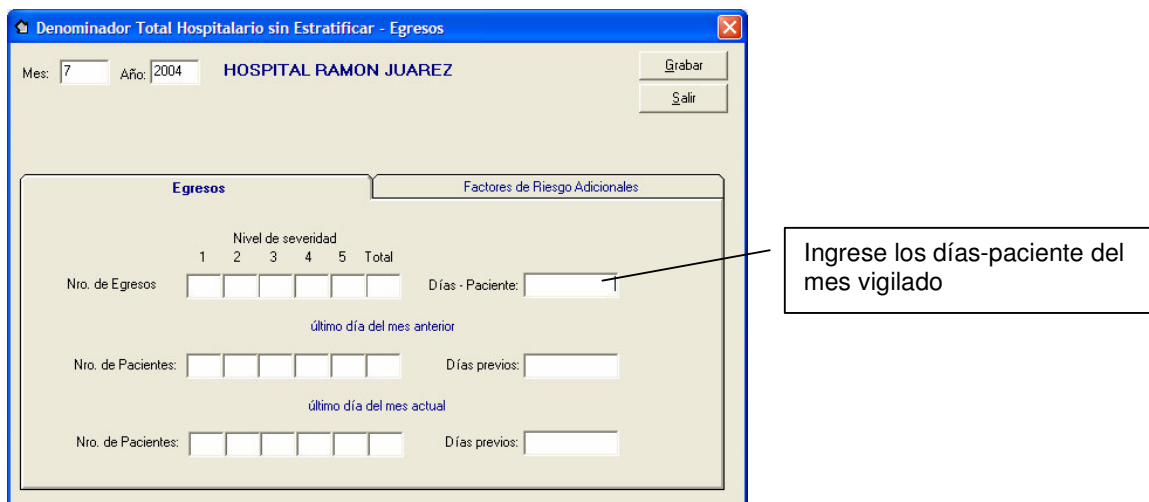 Denominador Total Hospitalario sin Estratificar - Egresos
Mes: 7 Año: 2004 HOSPITAL RAMON JUAREZ
Grabar
Salir
Egresos Factores de Riesgo Adicionales
Nivel de severidad
1 2 3 4 5 Total
Nro. de Egresos Días - Paciente:
último día del mes anterior
Nro. de Pacientes: Días previos:
último día del mes actual
Nro. de Pacientes: Días previos:
Ingrese los días-paciente del
mes vigilado